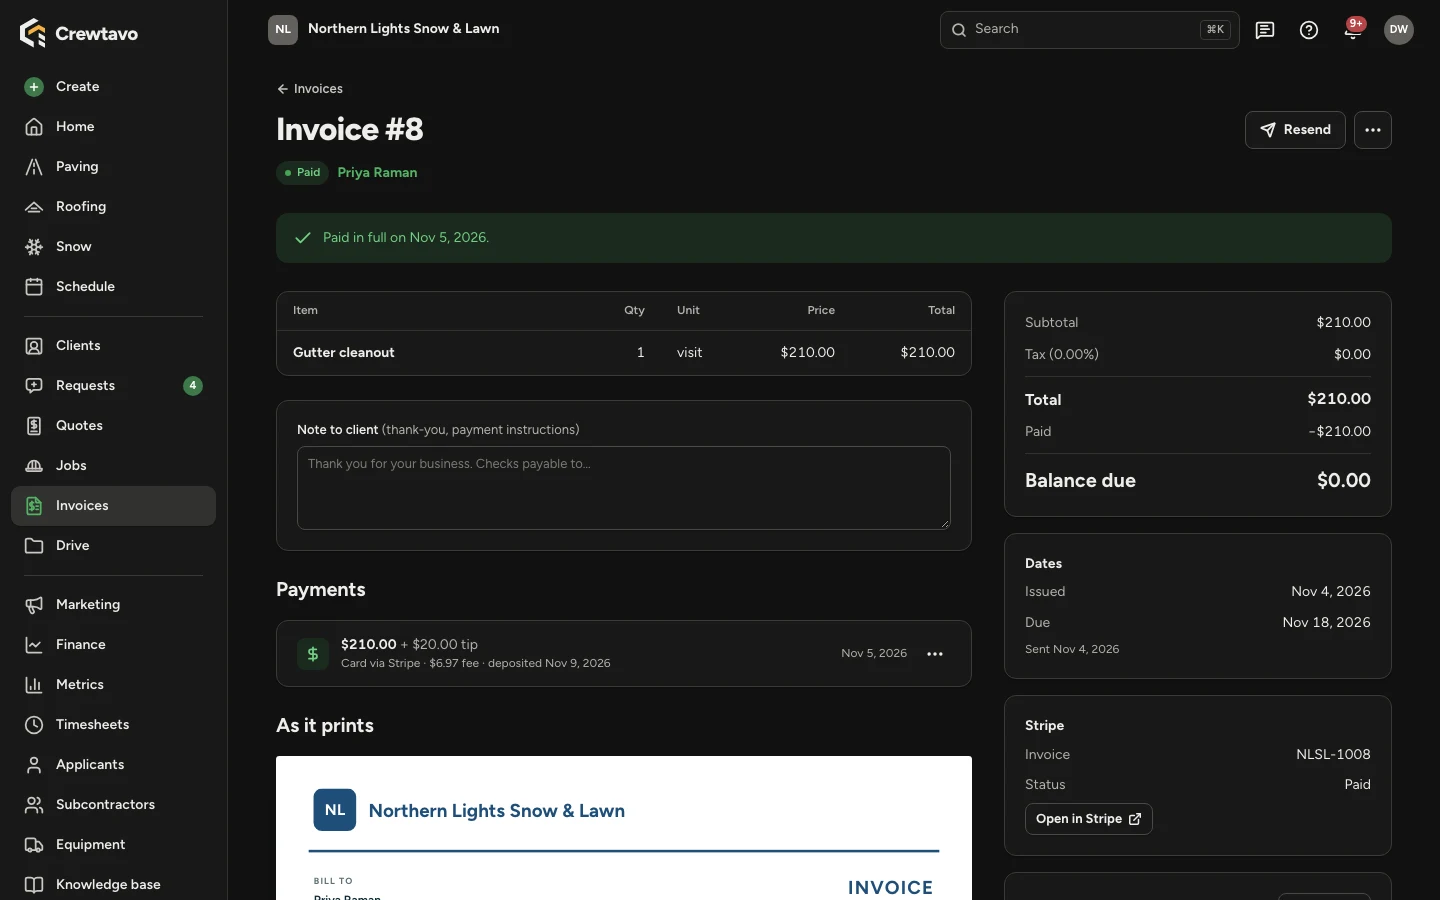 Crewtavo
NL Northern Lights Snow & Lawn
Search ⌘K
9+
DW
Create
Home
Paving
Roofing
Snow
Schedule
Clients
Requests 4
Quotes
Jobs
Invoices
Drive
Marketing
Finance
Metrics
Timesheets
Applicants
Subcontractors
Equipment
Knowledge base
← Invoices
Invoice #8
Resend
Paid Priya Raman
Paid in full on Nov 5, 2026.
Item Qty Unit Price Total
Gutter cleanout 1 visit $210.00 $210.00
Note to client (thank-you, payment instructions)
Thank you for your business. Checks payable to…
Payments
$ $210.00 + $20.00 tip
Card via Stripe · $6.97 fee · deposited Nov 9, 2026
Nov 5, 2026
As it prints
NL Northern Lights Snow & Lawn
BILL TO
INVOICE
Priya Raman
Subtotal $210.00
Tax (0.00%) $0.00
Total $210.00
Paid −$210.00
Balance due $0.00
Dates
Issued Nov 4, 2026
Due Nov 18, 2026
Sent Nov 4, 2026
Stripe
Invoice NLSL-1008
Status Paid
Open in Stripe